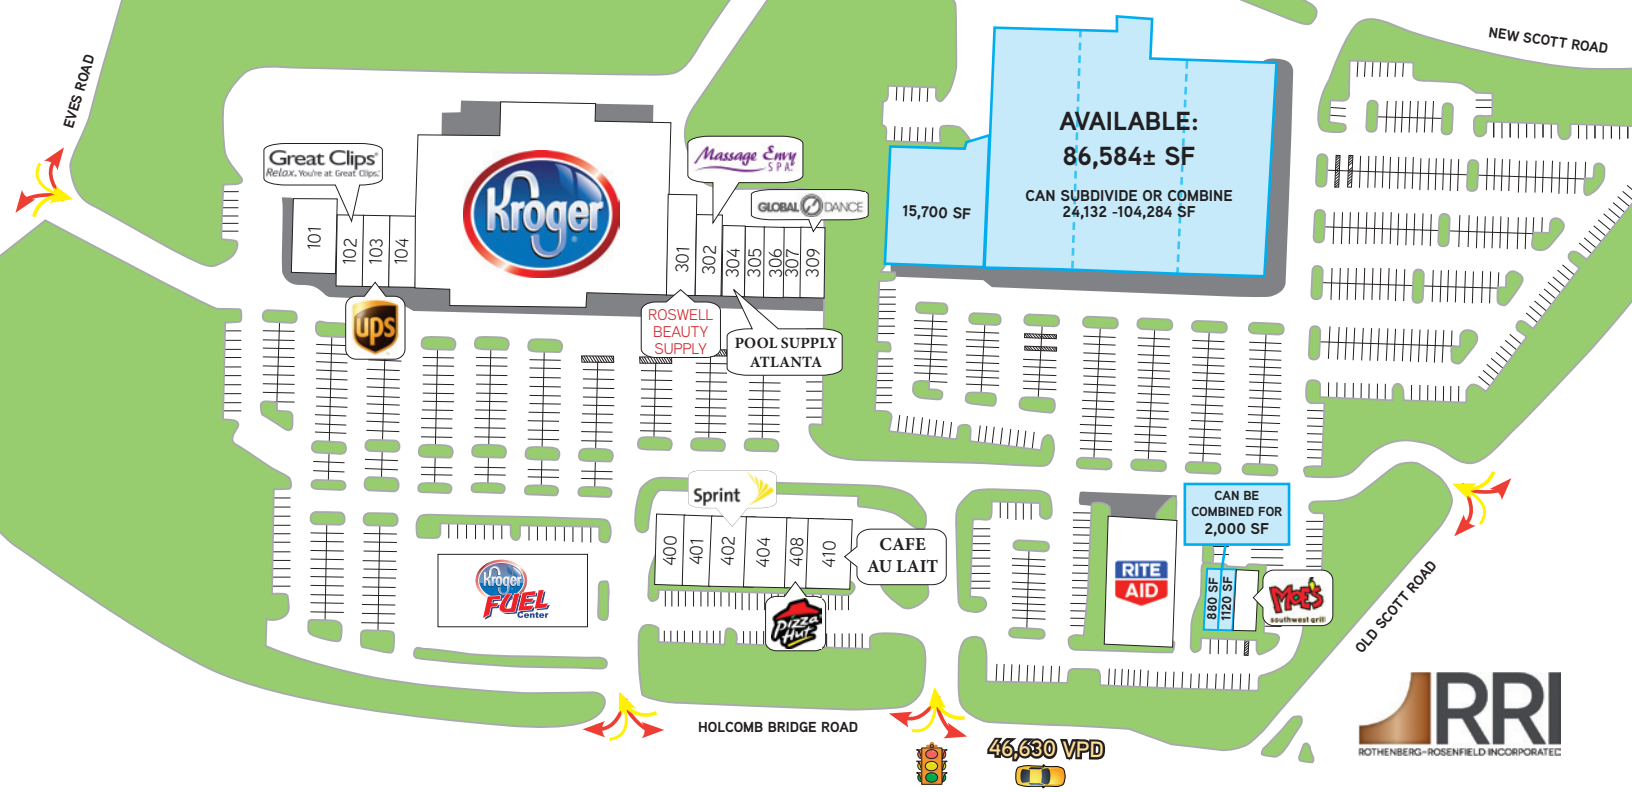 NEW SCOTT ROAD
EVES ROAD
AVAILABLE:
86,584± SF
CAN SUBDIVIDE OR COMBINE
24,132 -104,284 SF
15,700 SF
Great Clips®
Relax. You're at Great Clips.®
Kroger®
Massage Envy
SPA®
GLOBAL DANCE
101
102
103
104
301
302
304
305
306
307
309
ups
ROSWELL
BEAUTY
SUPPLY
POOL SUPPLY
ATLANTA
Sprint
400
401
402
404
408
410
CAFE
AU LAIT
Pizza
Hut
Kroger
FUEL
Center
RITE
AID
CAN BE
COMBINED FOR
2,000 SF
880 SF
1120 SF
MOE'S
southwest grill
OLD SCOTT ROAD
HOLCOMB BRIDGE ROAD
46,630 VPD
RRI
ROTHENBERG-ROSENFIELD INCORPORATED